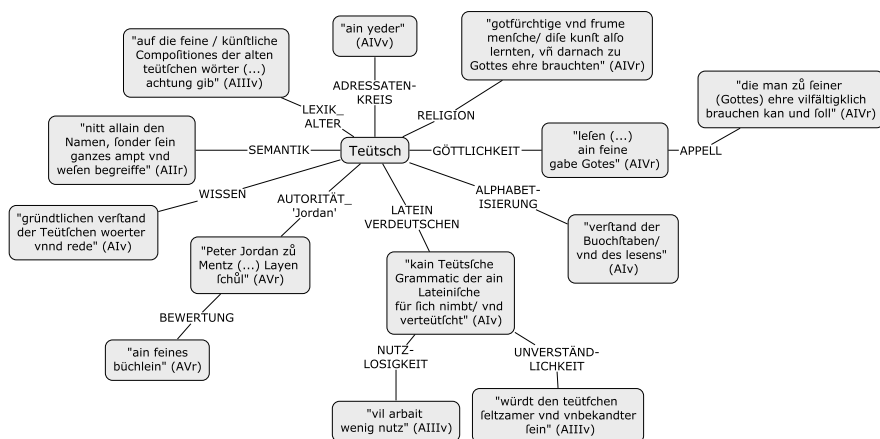 "auf die feine / künſtliche
Compoſitiones der alten
teütſchen wörter (...)
achtung gib" (AIIIv)
"ain yeder"
(AIVv)
"gotfürchtige vnd frume
menſche/ diſe kunſt alſo
lernten, vñ darnach zu
Gottes ehre brauchten" (AIVr)
"die man zů ſeiner
(Gottes) ehre vilfältigklich
brauchen kan und ſoll" (AIVr)
LEXIK_
ALTER
ADRESSATEN-
KREIS
RELIGION
"nitt allain den
Namen, ſonder ſein
ganzes ampt vnd
weſen begreiffe" (AIIr)
SEMANTIK
Teütsch
GÖTTLICHKEIT
"leſen (...)
ain feine
gabe Gotes" (AIVr)
APPELL
WISSEN
AUTORITÄT_
'Jordan'
LATEIN
VERDEUTSCHEN
ALPHABET-
ISIERUNG
"gründtlichen verſtand
der Teütſchen woerter
vnnd rede" (AIv)
"verſtand der
Buochſtaben/
vnd des lesens"
(AIv)
"Peter Jordan zů
Mentz (...) Layen
ſchůl" (AVr)
"kain Teütsſche
Grammatic der ain
Lateiniſche
für ſich nimbt/ vnd
verteütſcht" (AIv)
BEWERTUNG
"ain feines
büchlein" (AVr)
NUTZ-
LOSIGKEIT
UNVERSTÄND-
LICHKEIT
"vil arbait
wenig nutz" (AIIIv)
"würdt den teütfchen
ſeltzamer vnd vnbekandter
ſein" (AIIIv)